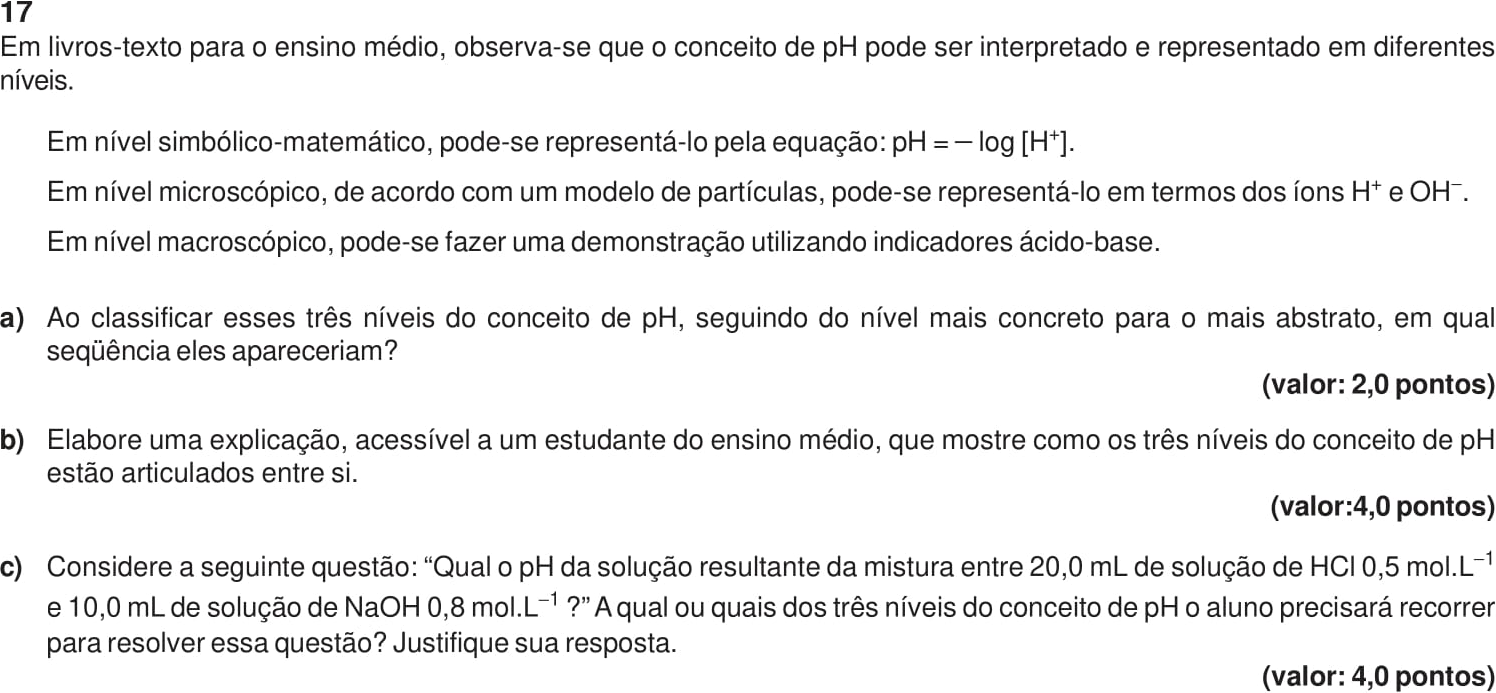 17
Em livros-texto para o ensino médio, observa-se que o conceito de pH pode ser interpretado e representado em diferentes
níveis.
Em nível simbólico-matemático, pode-se representá-lo pela equação: pH = – log [H⁺].
Em nível microscópico, de acordo com um modelo de partículas, pode-se representá-lo em termos dos íons H⁺ e OH⁻.
Em nível macroscópico, pode-se fazer uma demonstração utilizando indicadores ácido-base.
a) Ao classificar esses três níveis do conceito de pH, seguindo do nível mais concreto para o mais abstrato, em qual
seqüência eles apareceriam?
(valor: 2,0 pontos)
b) Elabore uma explicação, acessível a um estudante do ensino médio, que mostre como os três níveis do conceito de pH
estão articulados entre si.
(valor:4,0 pontos)
c) Considere a seguinte questão: “Qual o pH da solução resultante da mistura entre 20,0 mL de solução de HCl 0,5 mol.L⁻¹
e 10,0 mL de solução de NaOH 0,8 mol.L⁻¹ ?” A qual ou quais dos três níveis do conceito de pH o aluno precisará recorrer
para resolver essa questão? Justifique sua resposta.
(valor: 4,0 pontos)